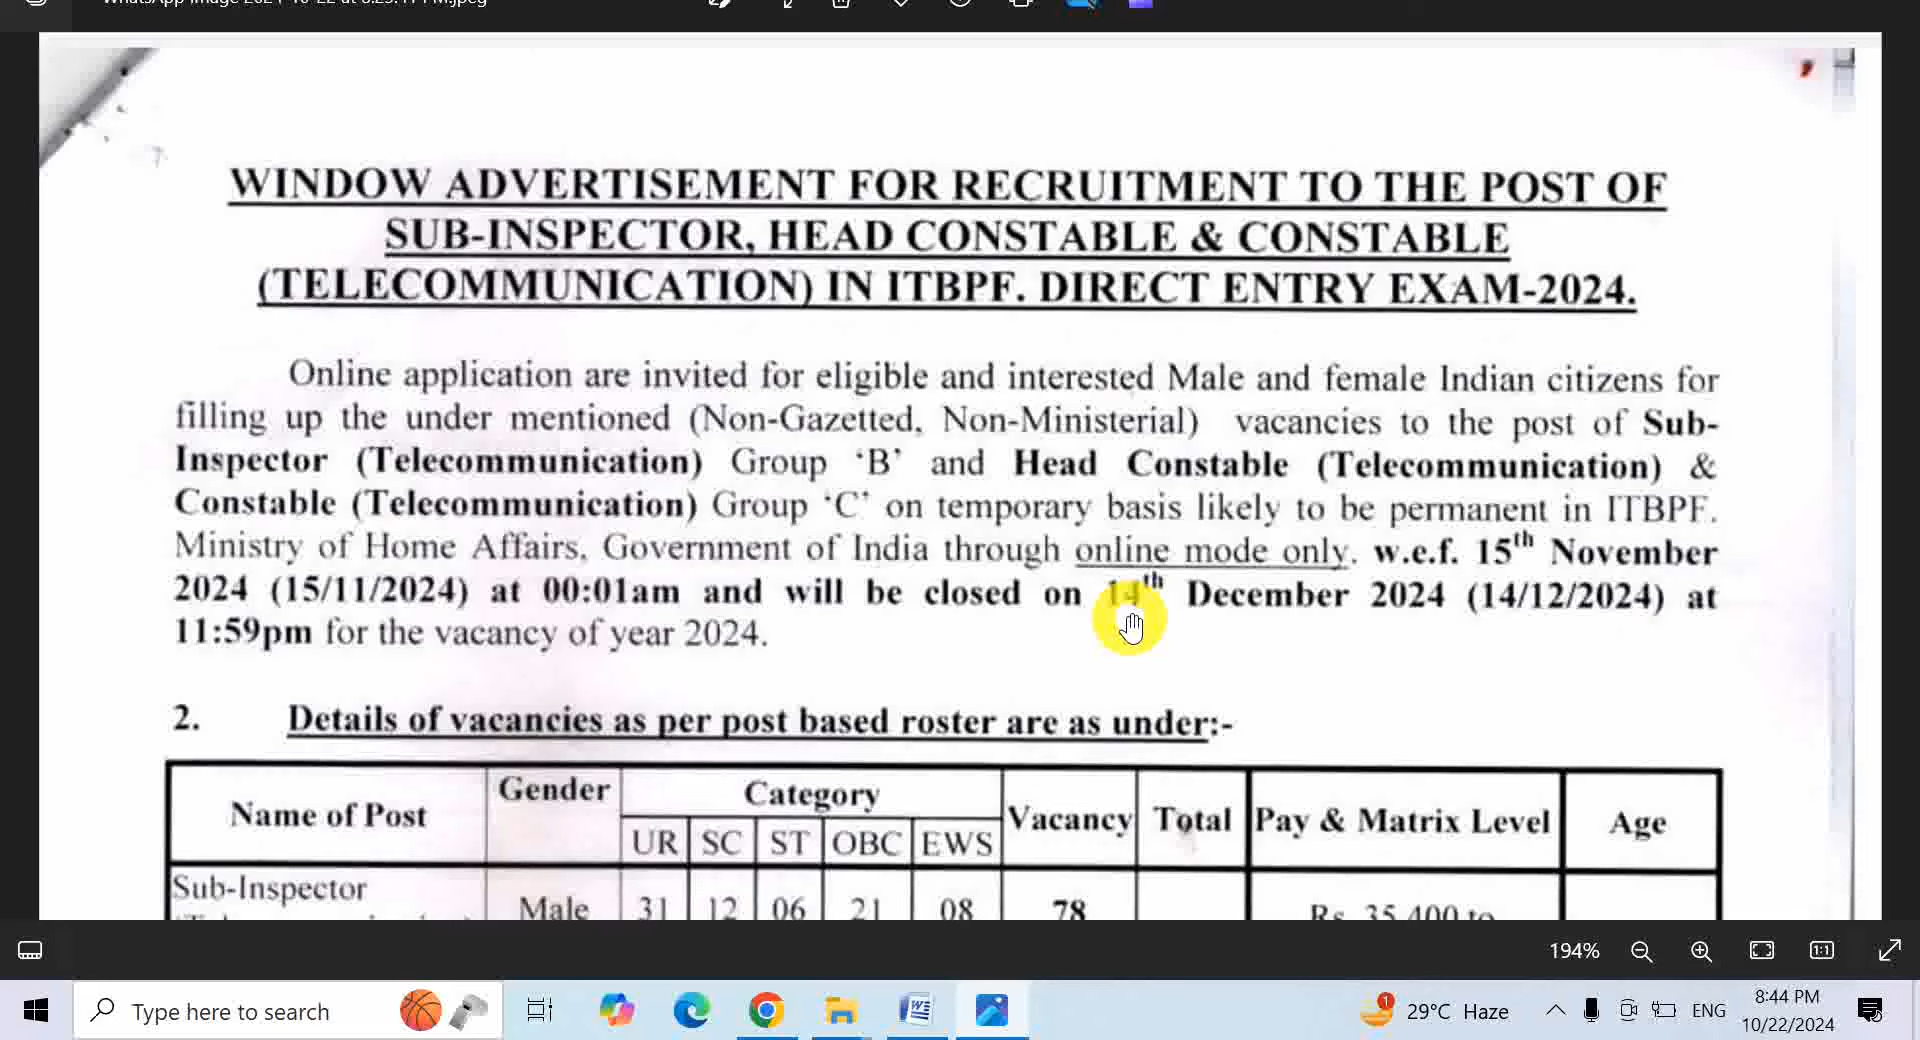 WINDOW ADVERTISEMENT FOR RECRUITMENT TO THE POST OF
SUB-INSPECTOR, HEAD CONSTABLE & CONSTABLE
(TELECOMMUNICATION) IN ITBPF. DIRECT ENTRY EXAM-2024.
Online application are invited for eligible and interested Male and female Indian citizens for
filling up the under mentioned (Non-Gazetted, Non-Ministerial) vacancies to the post of Sub-
Inspector (Telecommunication) Group 'B' and Head Constable (Telecommunication) &
Constable (Telecommunication) Group 'C' on temporary basis likely to be permanent in ITBPF.
Ministry of Home Affairs, Government of India through online mode only. w.e.f. 15th November
2024 (15/11/2024) at 00:01am and will be closed on 14th December 2024 (14/12/2024) at
11:59pm for the vacancy of year 2024.
2. Details of vacancies as per post based roster are as under:-
Name of Post Gender Category Vacancy Total Pay & Matrix Level Age
UR SC ST OBC EWS
Sub-Inspector
Male 31 12 06 21 08 78 Rs. 35,400 to
194%
Type here to search
1 29°C Haze ENG 8:44 PM
10/22/2024